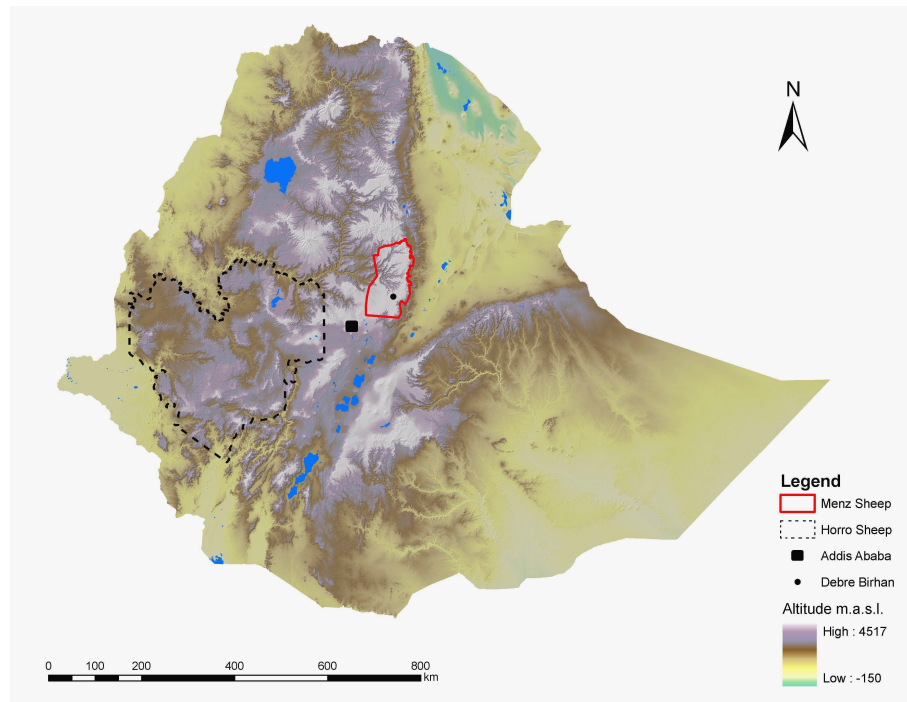 N
Legend
Menz Sheep
Horro Sheep
Addis Ababa
Debre Birhan
Altitude m.a.s.l.
High : 4517
Low : -150
0 100 200 400 600 800
km